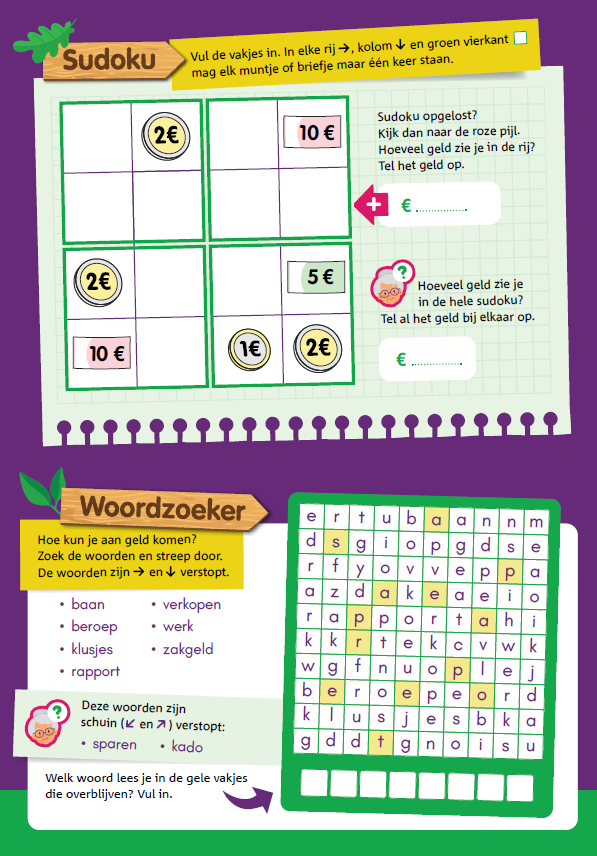 Sudoku
Vul de vakjes in. In elke rij →, kolom ↓ en groen vierkant □
mag elk muntje of briefje maar één keer staan.
2€
10 €
2€
5 €
10 €
1€
2€
Sudoku opgelost?
Kijk dan naar de roze pijl.
Hoeveel geld zie je in de rij?
Tel het geld op.
+
€ ................
?
Hoeveel geld zie je
in de hele sudoku?
Tel al het geld bij elkaar op.
€ ................
Woordzoeker
Hoe kun je aan geld komen?
Zoek de woorden en streep door.
De woorden zijn → en ↓ verstopt.
• baan
• beroep
• klusjes
• rapport
• verkopen
• werk
• zakgeld
?
Deze woorden zijn
schuin (↙ en ↗) verstopt:
• sparen • kado
Welk woord lees je in de gele vakjes
die overblijven? Vul in.
e r t u b a a n n m
d s g i o p g d s e
r f y o v v e p p a
a z d a k e a e i o
r a p p o r t a h i
k k r t e k c v w k
w g f n u o p l e j
b e r o e p e o r d
k l u s j e s b k a
g d d t g n o i s u